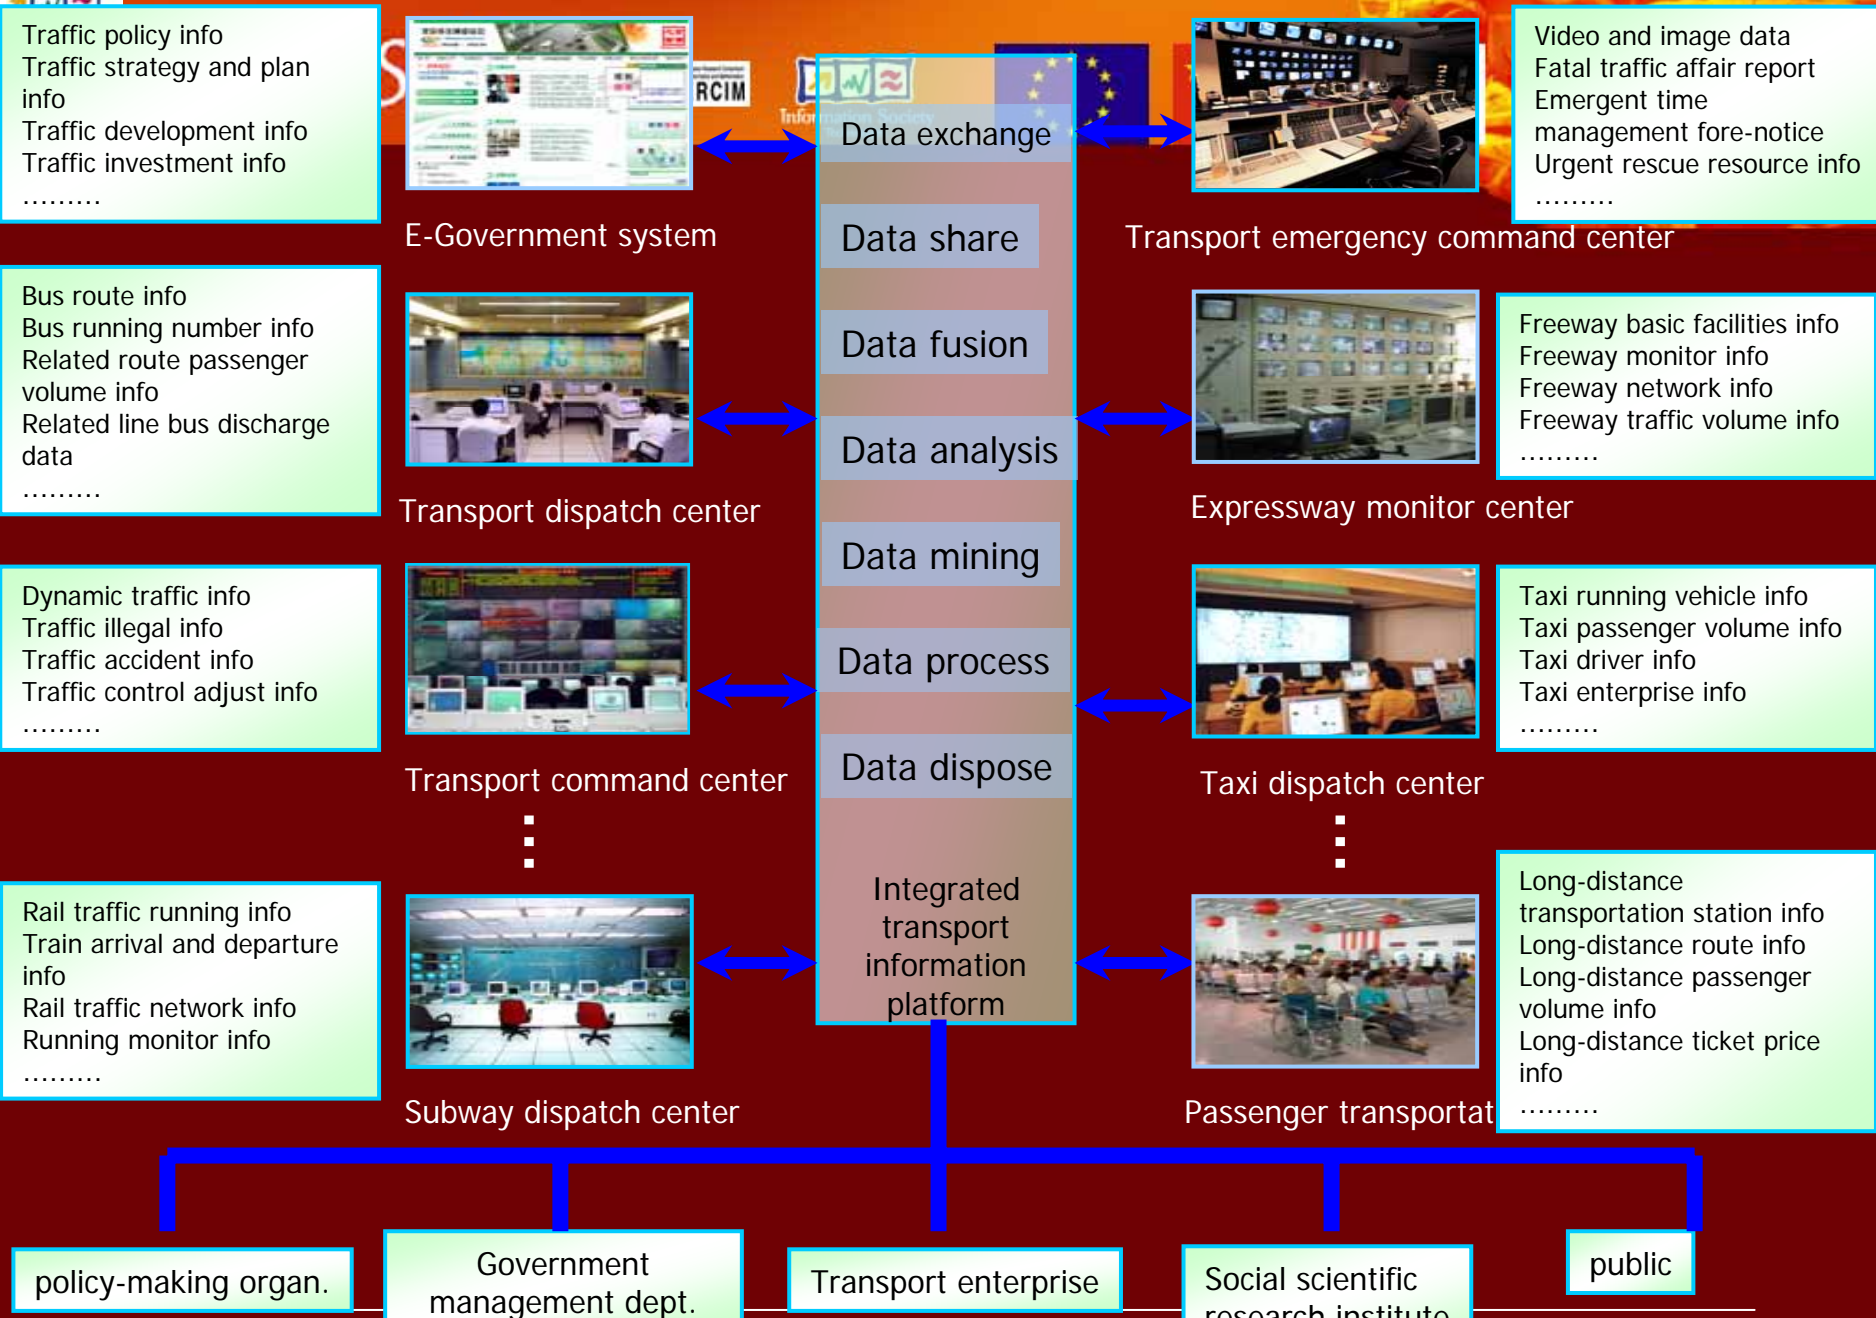 Traffic policy info
Traffic strategy and plan
info
Traffic development info
Traffic investment info
………
E-Government system
RCIM
Information Society
Data exchange
Data share
Data fusion
Data analysis
Data mining
Data process
Data dispose
Integrated
transport
information
platform
Video and image data
Fatal traffic affair report
Emergent time
management fore-notice
Urgent rescue resource info
………
Transport emergency command center
Bus route info
Bus running number info
Related route passenger
volume info
Related line bus discharge
data
………
Transport dispatch center
Freeway basic facilities info
Freeway monitor info
Freeway network info
Freeway traffic volume info
………
Expressway monitor center
Dynamic traffic info
Traffic illegal info
Traffic accident info
Traffic control adjust info
………
Transport command center
Taxi running vehicle info
Taxi passenger volume info
Taxi driver info
Taxi enterprise info
………
Taxi dispatch center
Rail traffic running info
Train arrival and departure
info
Rail traffic network info
Running monitor info
………
Subway dispatch center
Long-distance
transportation station info
Long-distance route info
Long-distance passenger
volume info
Long-distance ticket price
info
………
Passenger transportat
policy-making organ.
Government
management dept.
Transport enterprise
Social scientific
research institute
public